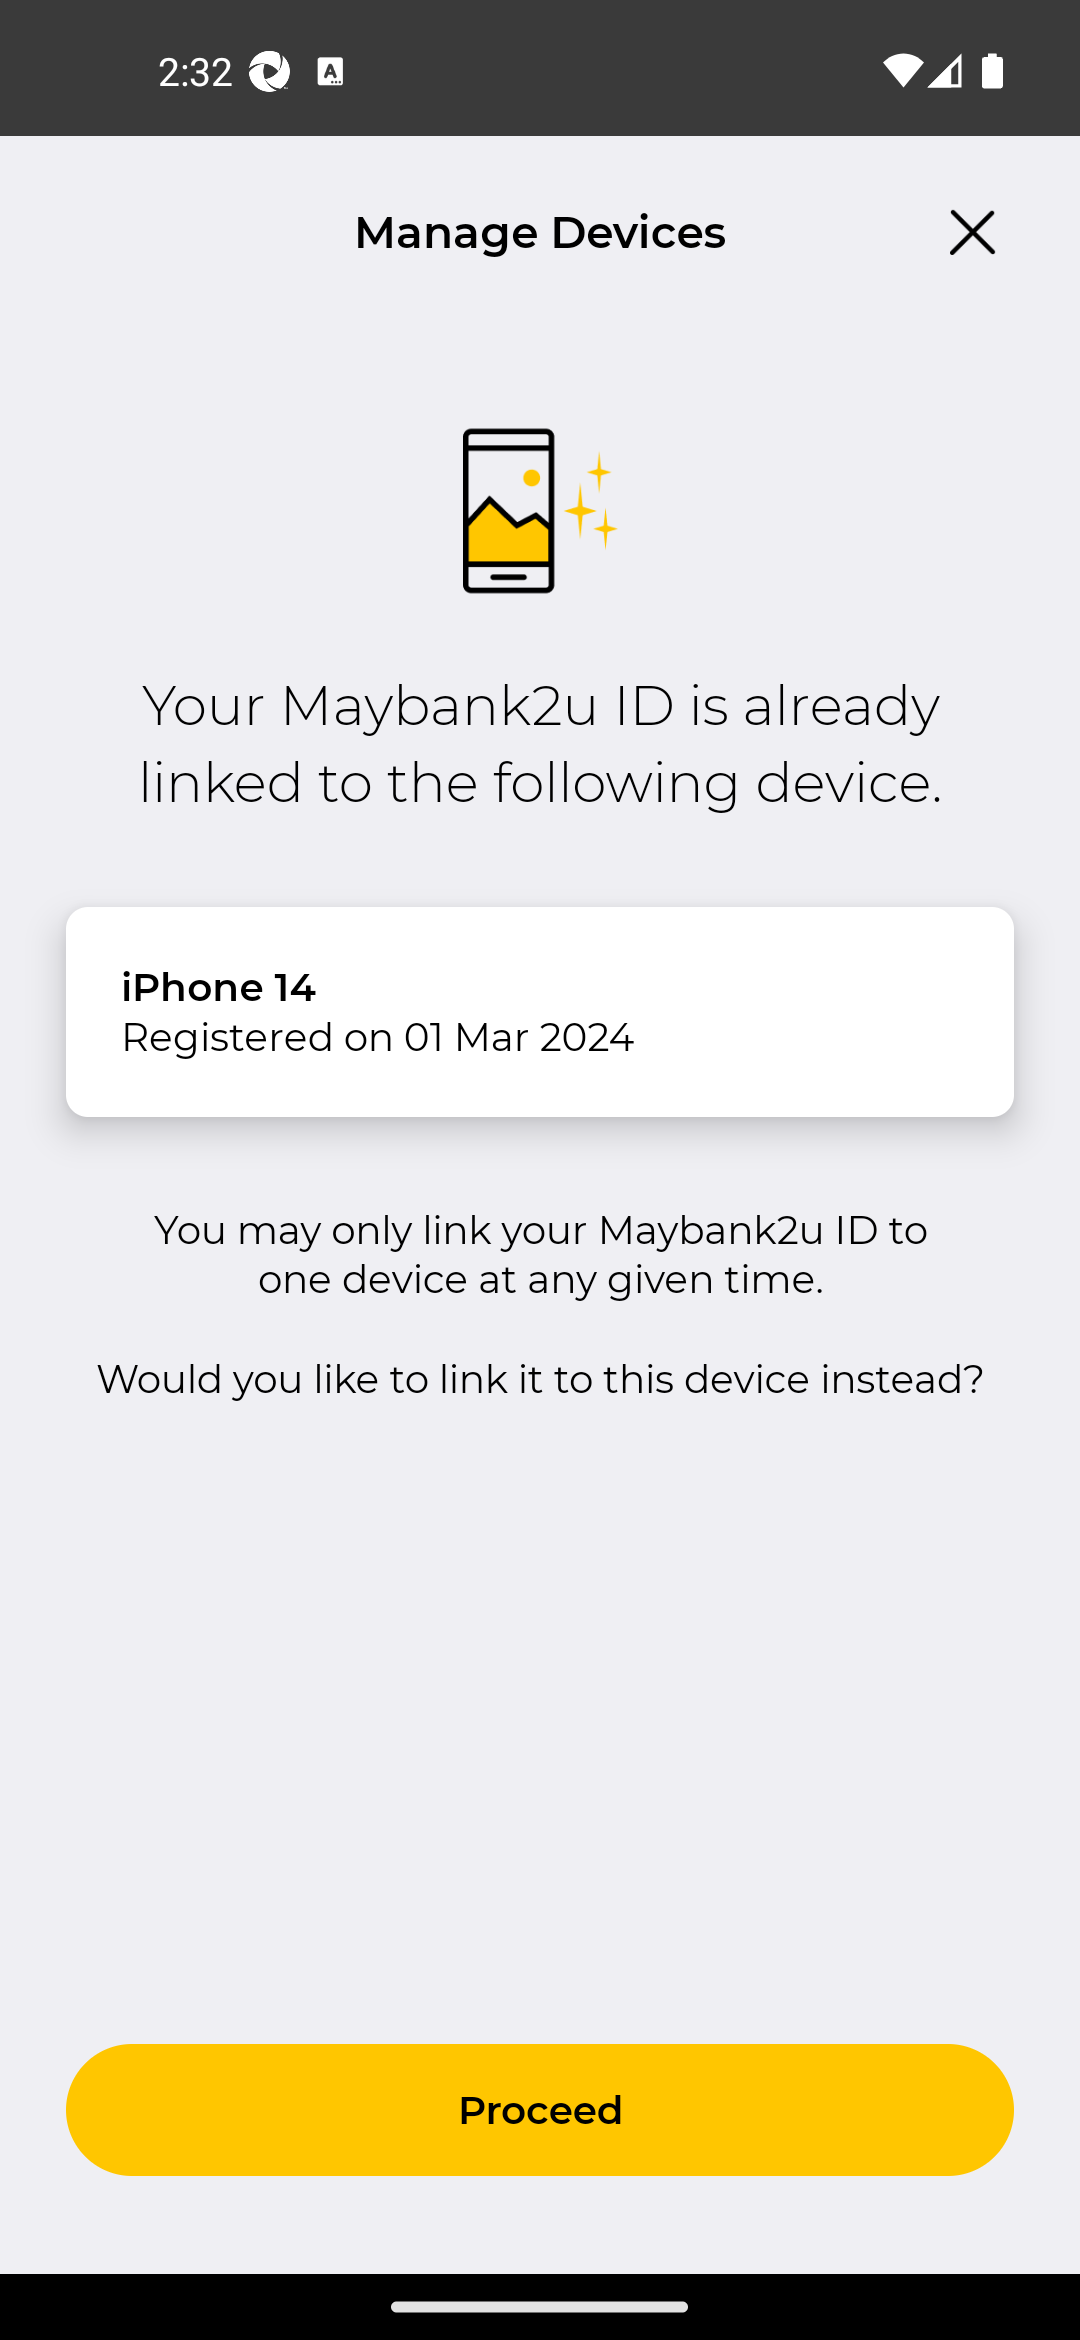 2:32
Manage Devices
Your Maybank2u ID is already
linked to the following device.
iPhone 14
Registered on 01 Mar 2024
You may only link your Maybank2u ID to
one device at any given time.
Would you like to link it to this device instead?
Proceed